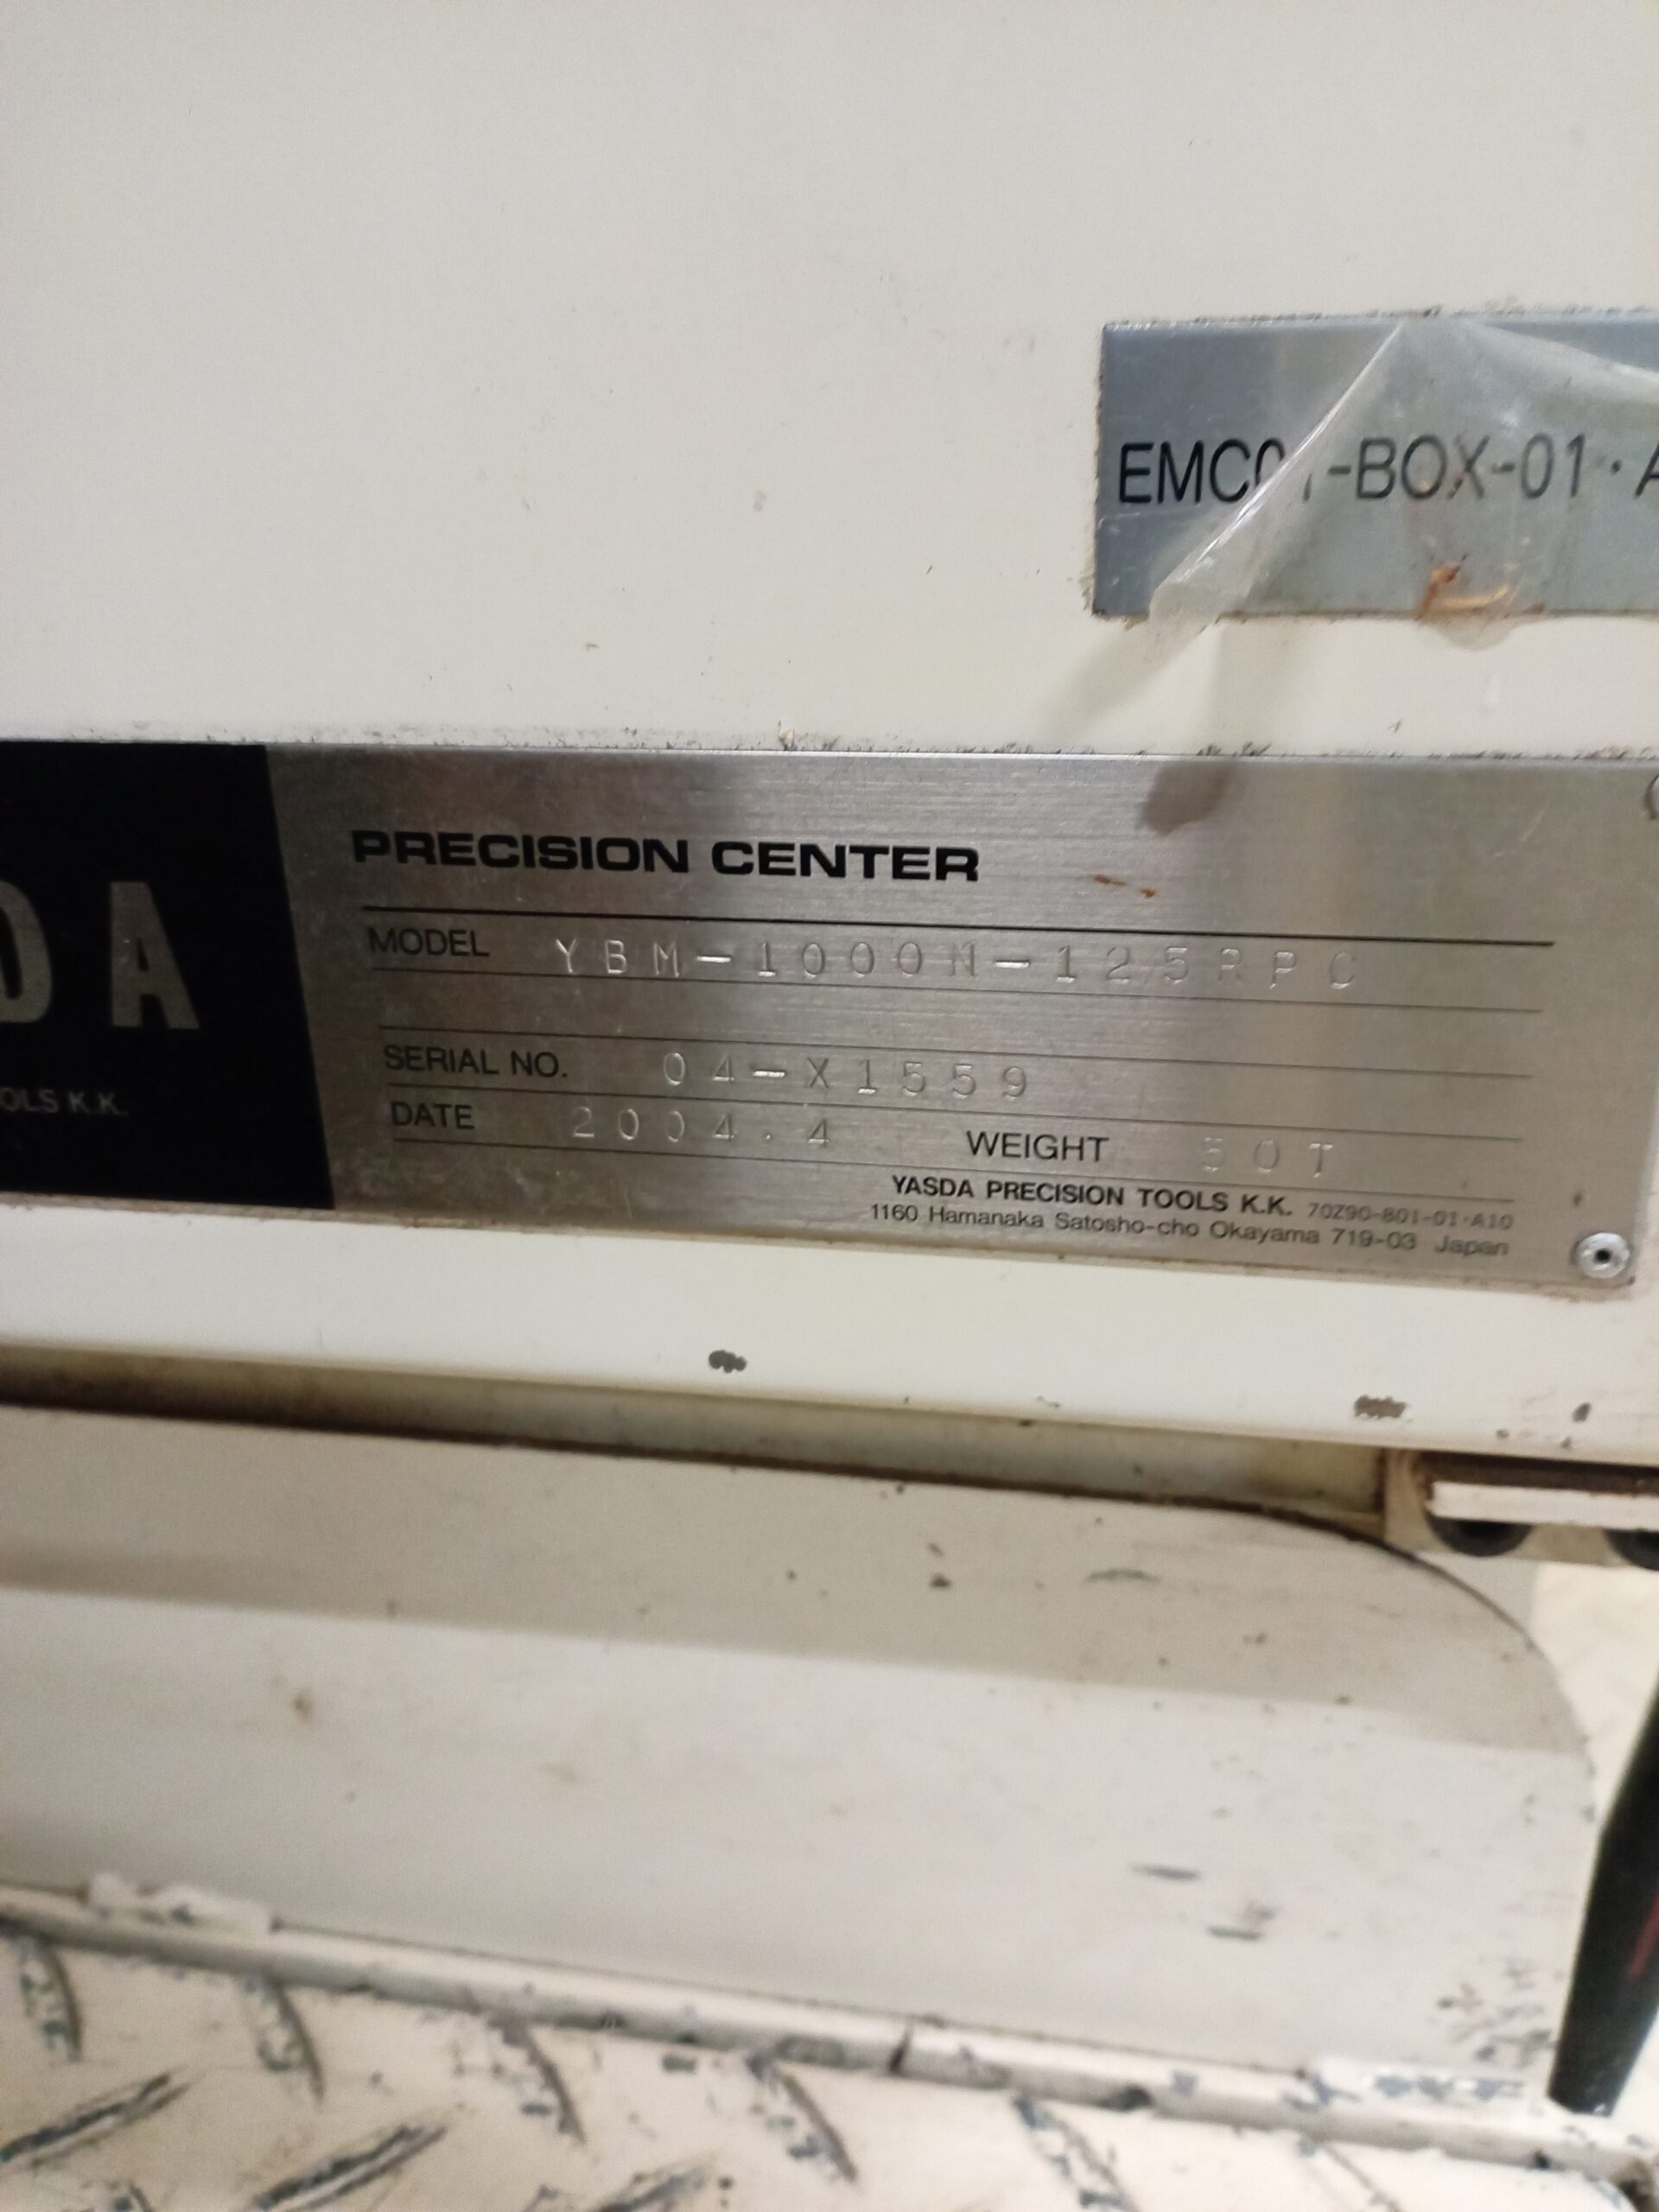 EMC01-BOX-01·A
DA
OLS K.K.
PRECISION CENTER
MODEL YBM-1000N-125RPC
SERIAL NO. 04-X1559
DATE 2004.4 WEIGHT 50T
YASDA PRECISION TOOLS K.K. 70Z90-801-01-A10
1160 Hamanaka Satosho-cho Okayama 719-03 Japan